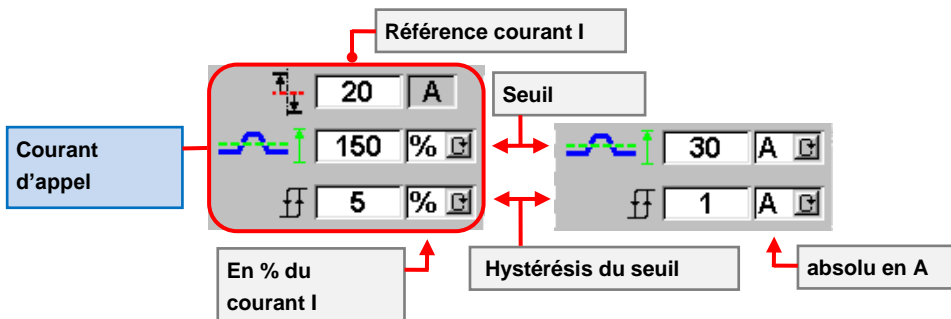 Référence courant I
20 A
Seuil
Courant
d'appel
150 %
30 A
5 %
1 A
En % du
courant I
Hystérésis du seuil
absolu en A